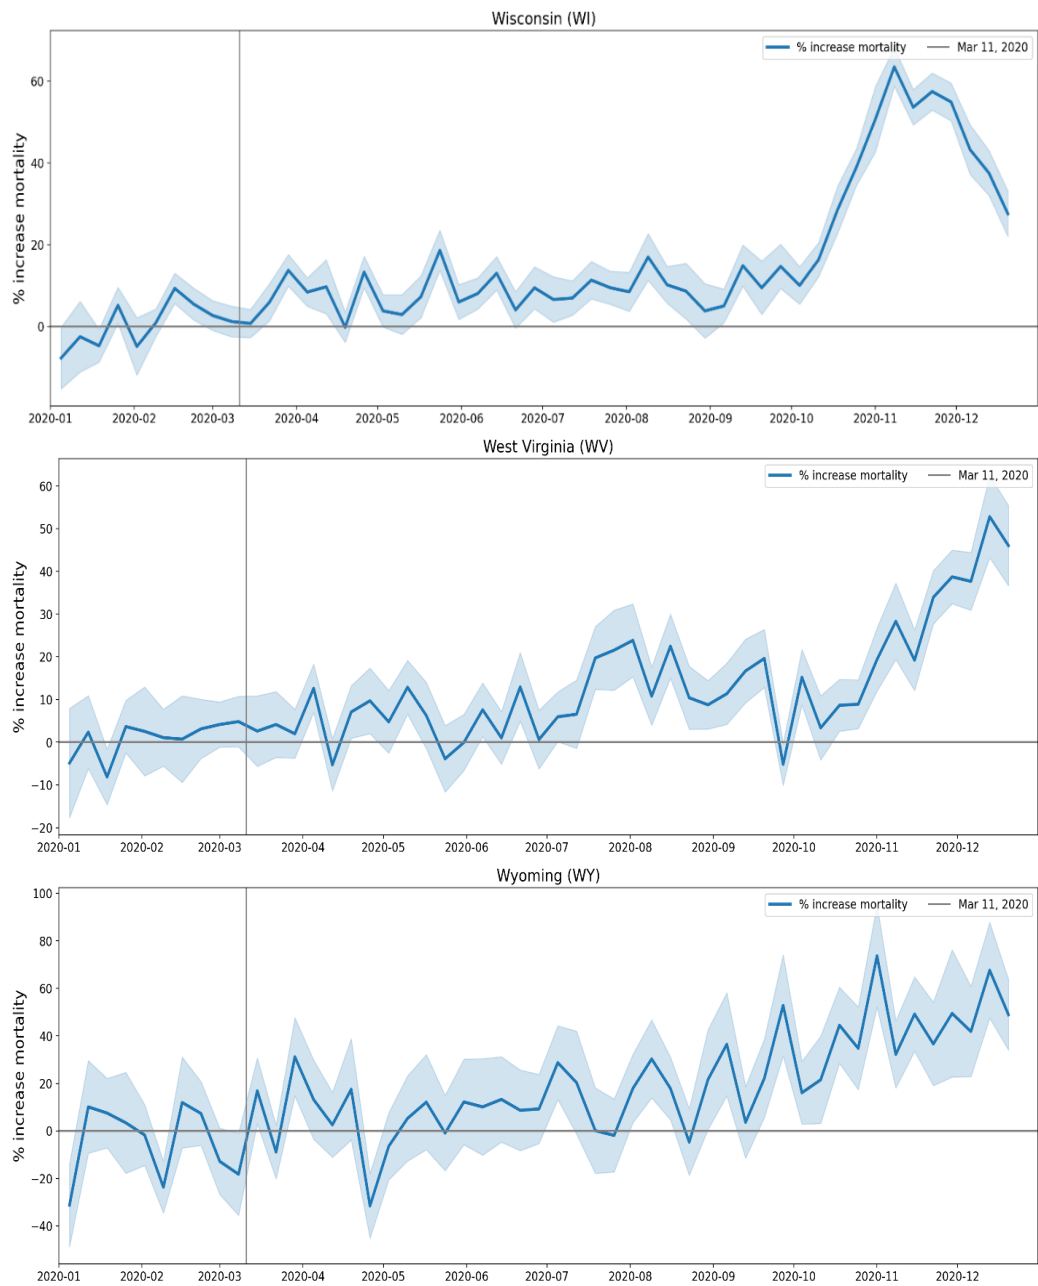 Wisconsin (WI)
% increase mortality Mar 11, 2020
% increase mortality
60
40
20
0
2020-01 2020-02 2020-03 2020-04 2020-05 2020-06 2020-07 2020-08 2020-09 2020-10 2020-11 2020-12
West Virginia (WV)
% increase mortality Mar 11, 2020
% increase mortality
60
50
40
30
20
10
0
−10
−20
2020-01 2020-02 2020-03 2020-04 2020-05 2020-06 2020-07 2020-08 2020-09 2020-10 2020-11 2020-12
Wyoming (WY)
% increase mortality Mar 11, 2020
% increase mortality
100
80
60
40
20
0
−20
−40
2020-01 2020-02 2020-03 2020-04 2020-05 2020-06 2020-07 2020-08 2020-09 2020-10 2020-11 2020-12